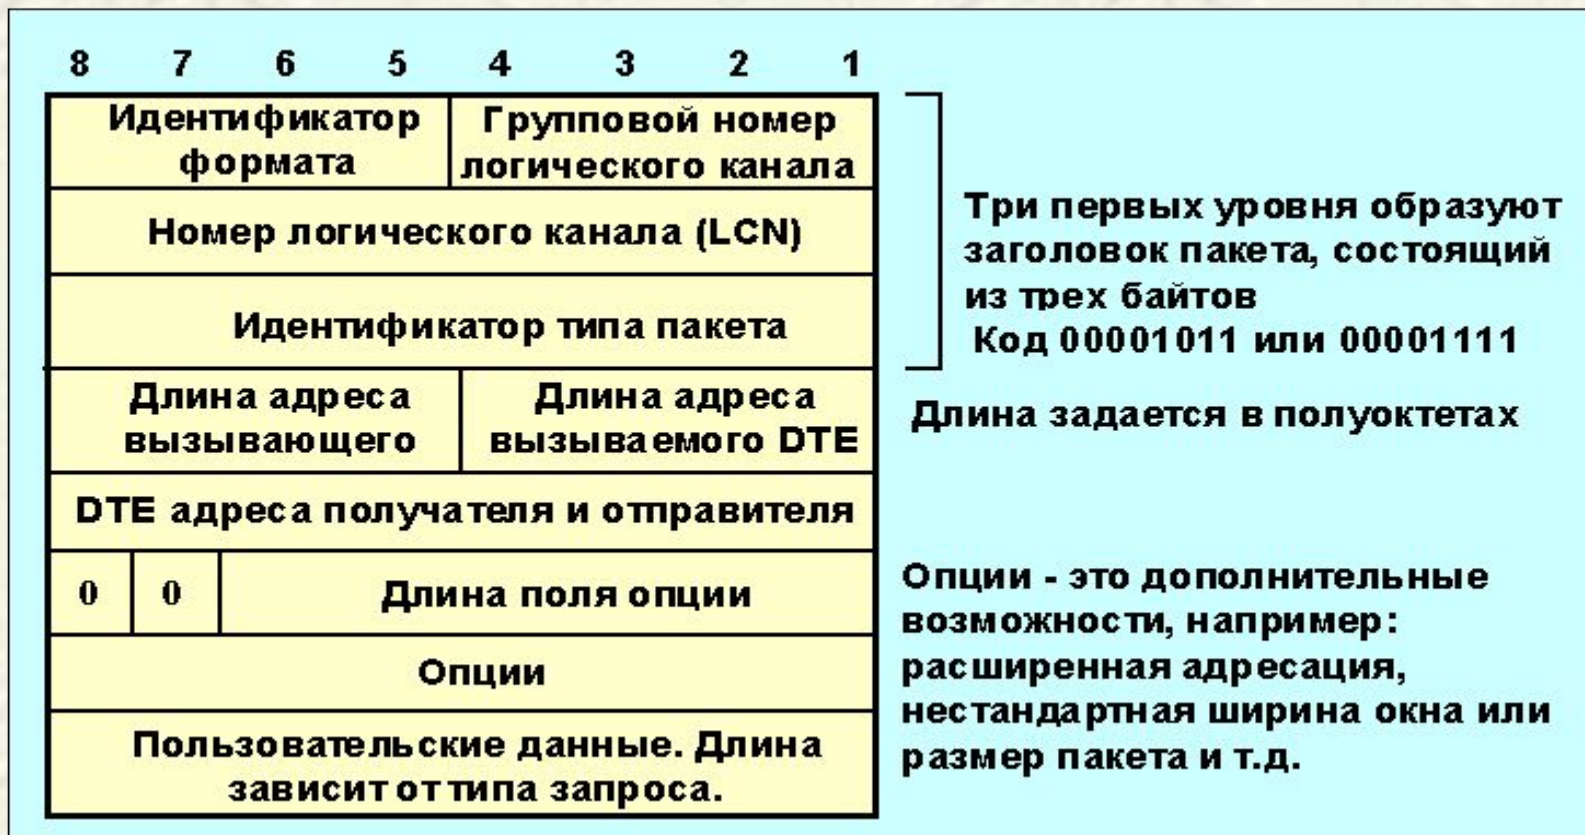 8 7 6 5 4 3 2 1
Идентификатор
формата
Групповой номер
логического канала
Номер логического канала (LCN)
Идентификатор типа пакета
Три первых уровня образуют
заголовок пакета, состоящий
из трех байтов
Код 00001011 или 00001111
Длина адреса
вызывающего
Длина адреса
вызываемого DTE
Длина задается в полуоктетах
DTE адреса получателя и отправителя
0 0 Длина поля опции
Опции
Пользовательские данные. Длина
зависит от типа запроса.
Опции - это дополнительные
возможности, например:
расширенная адресация,
нестандартная ширина окна или
размер пакета и т.д.